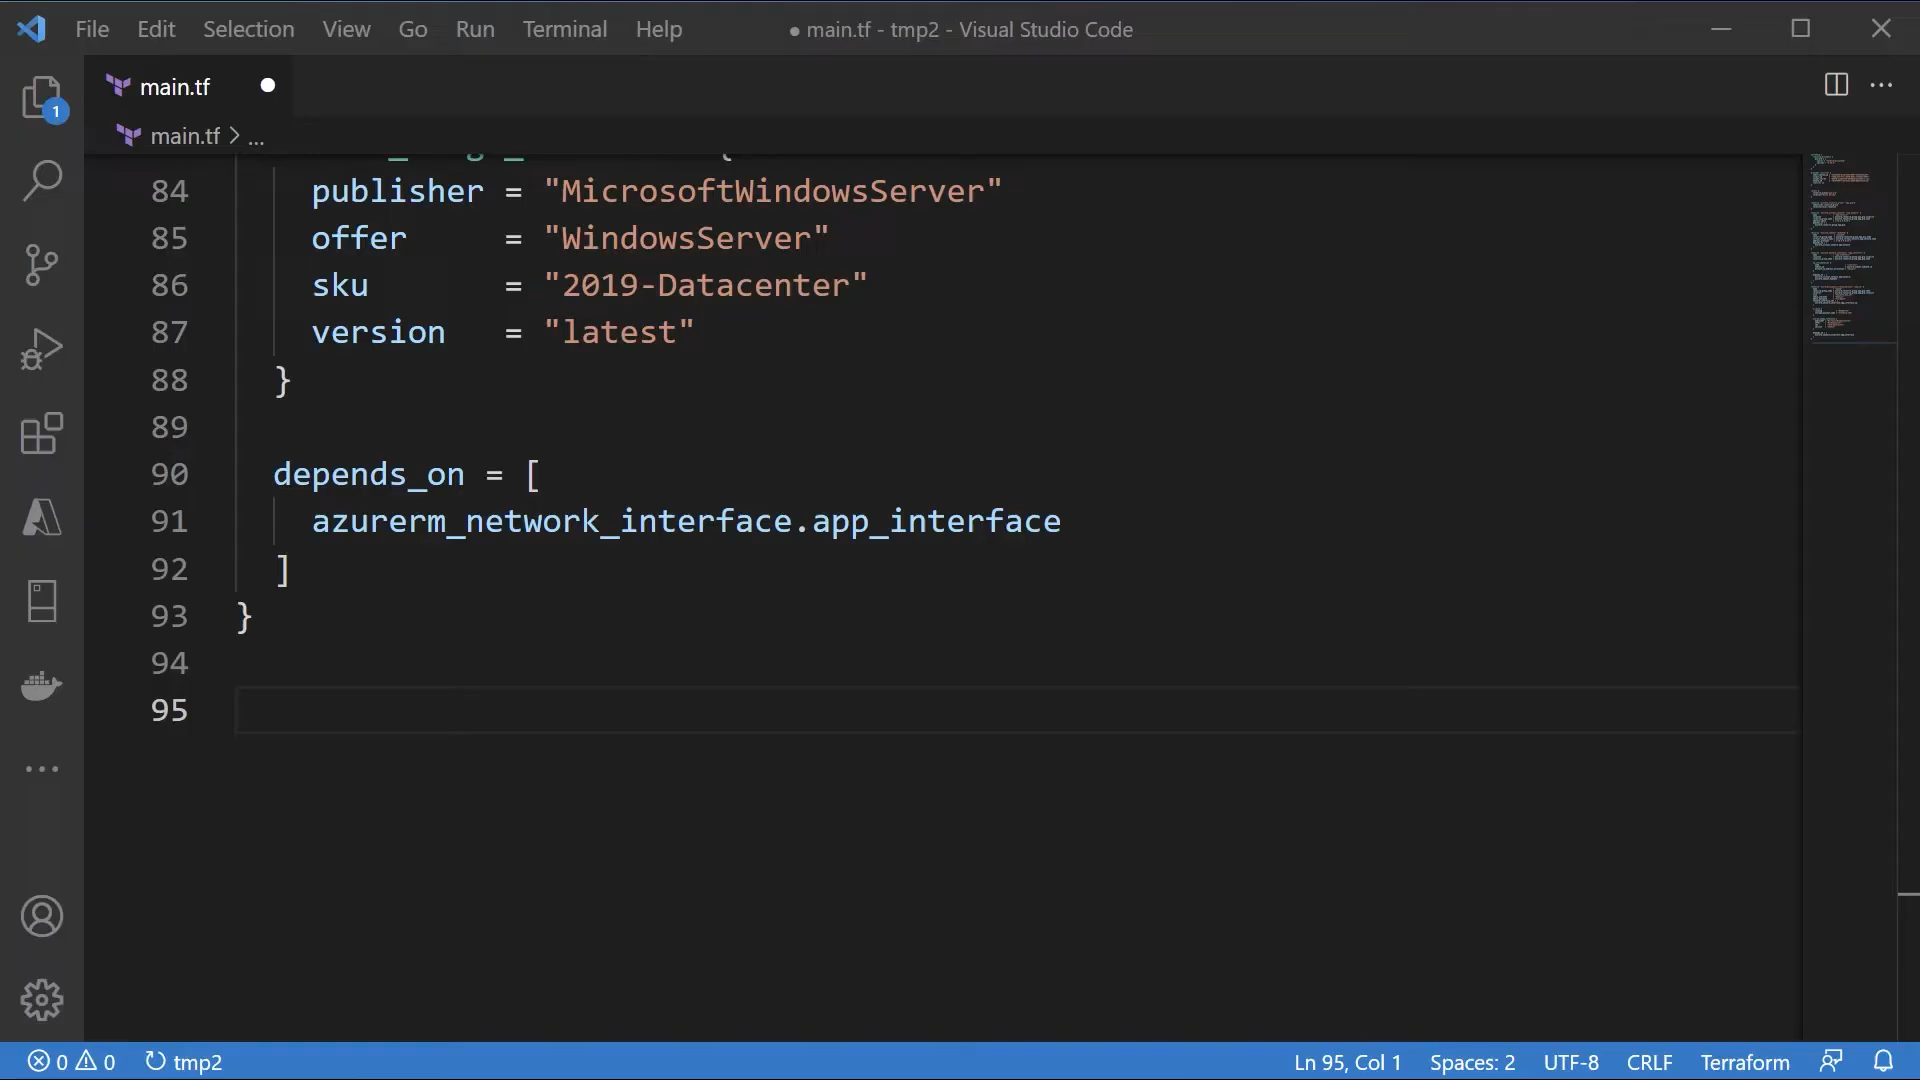 File Edit Selection View Go Run Terminal Help ● main.tf - tmp2 - Visual Studio Code
main.tf
1
main.tf > ...
84 publisher = "MicrosoftWindowsServer"
85 offer = "WindowsServer"
86 sku = "2019-Datacenter"
87 version = "latest"
88 }
89
90 depends_on = [
91 azurerm_network_interface.app_interface
92 ]
93 }
94
95
0 0 tmp2 Ln 95, Col 1 Spaces: 2 UTF-8 CRLF Terraform